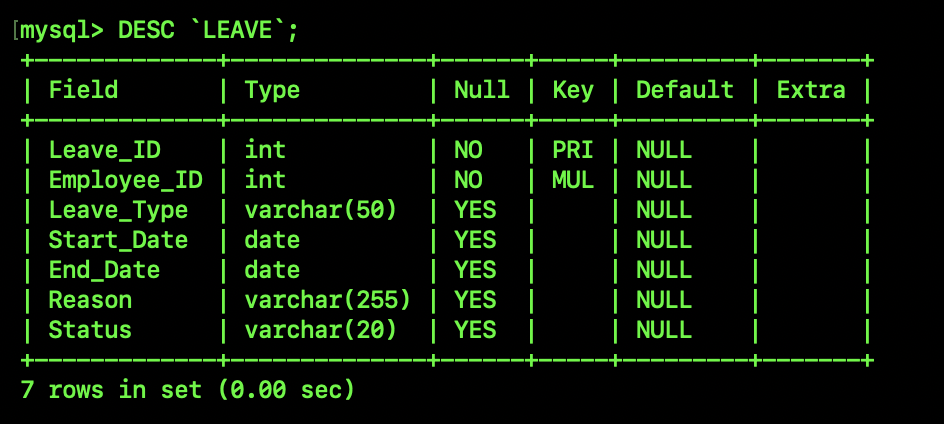 [mysql> DESC `LEAVE`;
+--------------+--------------+------+-----+---------+-------+
| Field        | Type         | Null | Key | Default | Extra |
+--------------+--------------+------+-----+---------+-------+
| Leave_ID     | int          | NO   | PRI | NULL    |       |
| Employee_ID  | int          | NO   | MUL | NULL    |       |
| Leave_Type   | varchar(50)  | YES  |     | NULL    |       |
| Start_Date   | date         | YES  |     | NULL    |       |
| End_Date     | date         | YES  |     | NULL    |       |
| Reason       | varchar(255) | YES  |     | NULL    |       |
| Status       | varchar(20)  | YES  |     | NULL    |       |
+--------------+--------------+------+-----+---------+-------+
7 rows in set (0.00 sec)